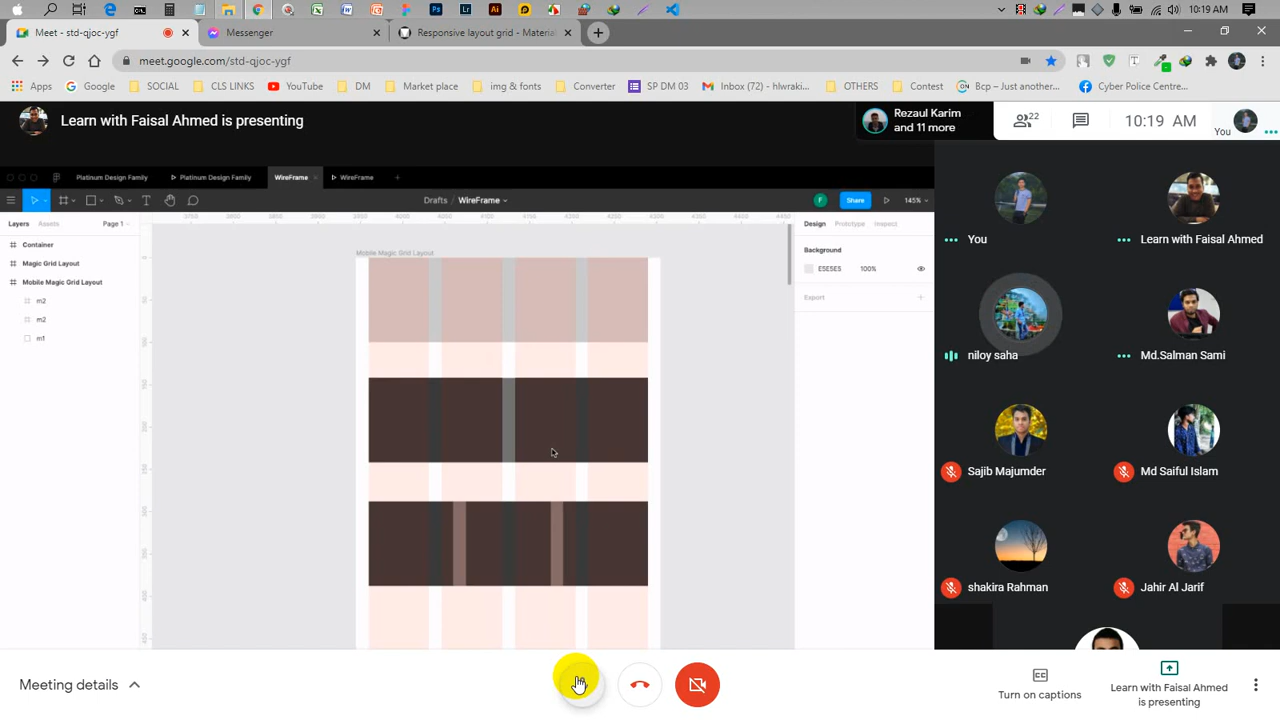 10:19 AM
Meet - std-qjoc-ygf
Messenger
Responsive layout grid - Material
meet.google.com/std-qjoc-ygf
Apps
Google
SOCIAL
CLS LINKS
YouTube
DM
Market place
img & fonts
Converter
SP DM 03
Inbox (72) - hlwraki...
OTHERS
Contest
Bcp – Just another...
Cyber Police Centre...
Learn with Faisal Ahmed is presenting
Rezaul Karim
and 11 more
22
10:19 AM
You
Platinum Design Family
Platinum Design Family
WireFrame
WireFrame
Drafts / WireFrame
F
Share
145%
Layers
Assets
Page 1
Design
Prototype
Inspect
Container
Magic Grid Layout
Mobile Magic Grid Layout
m2
m2
m1
Mobile Magic Grid Layout
Background
E5E5E5
100%
Export
You
Learn with Faisal Ahmed
niloy saha
Md.Salman Sami
Sajib Majumder
Md Saiful Islam
shakira Rahman
Jahir Al Jarif
Meeting details
Turn on captions
Learn with Faisal Ahmed
is presenting